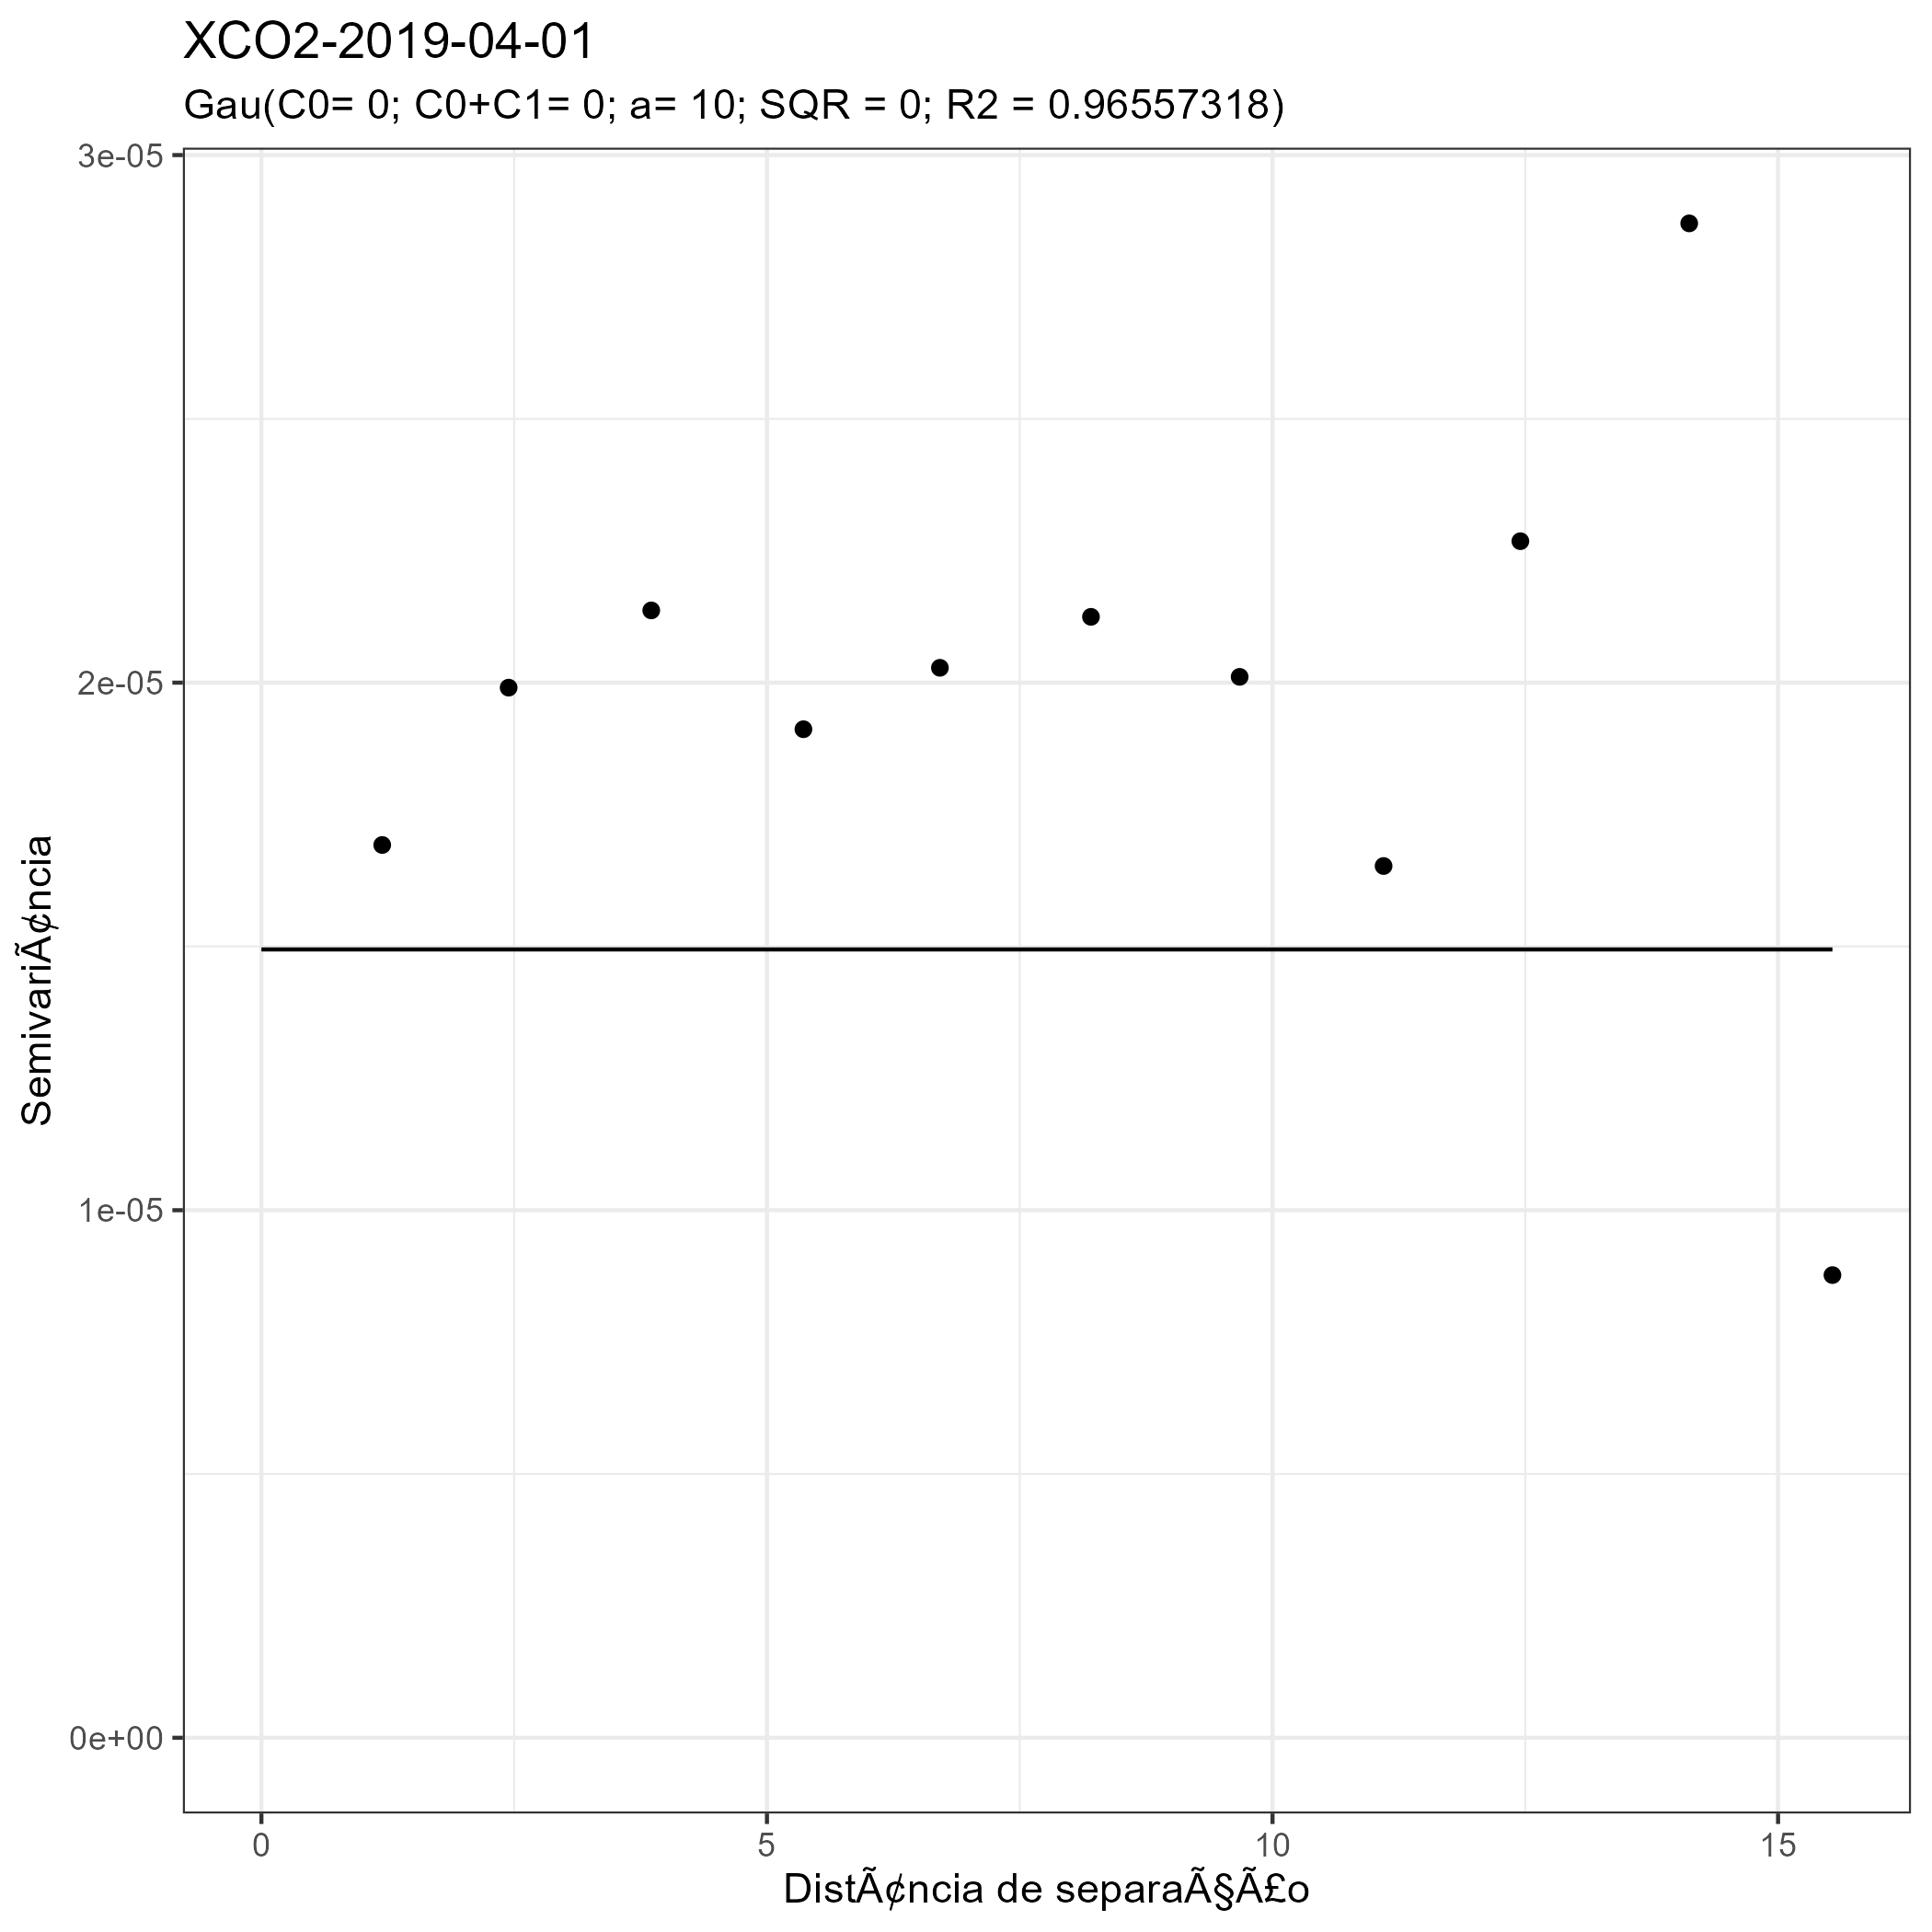 XCO2-2019-04-01
Gau(C0= 0; C0+C1= 0; a= 10; SQR = 0; R2 = 0.96557318)
3e-05
2e-05
1e-05
0e+00
SemivariÃ¢ncia
0 5 10 15
DistÃ¢ncia de separaÃ§Ã£o